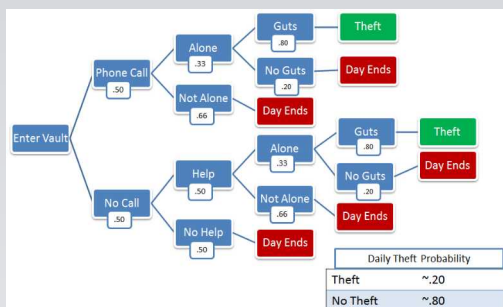 Enter Vault
Phone Call
.50
Alone
.33
Guts
.80
Theft
No Guts
.20
Day Ends
Not Alone
.66
Day Ends
No Call
.50
Help
.50
Alone
.33
Guts
.80
Theft
No Guts
.20
Day Ends
Not Alone
.66
Day Ends
No Help
.50
Day Ends
Daily Theft Probability
Theft ~.20
No Theft ~.80